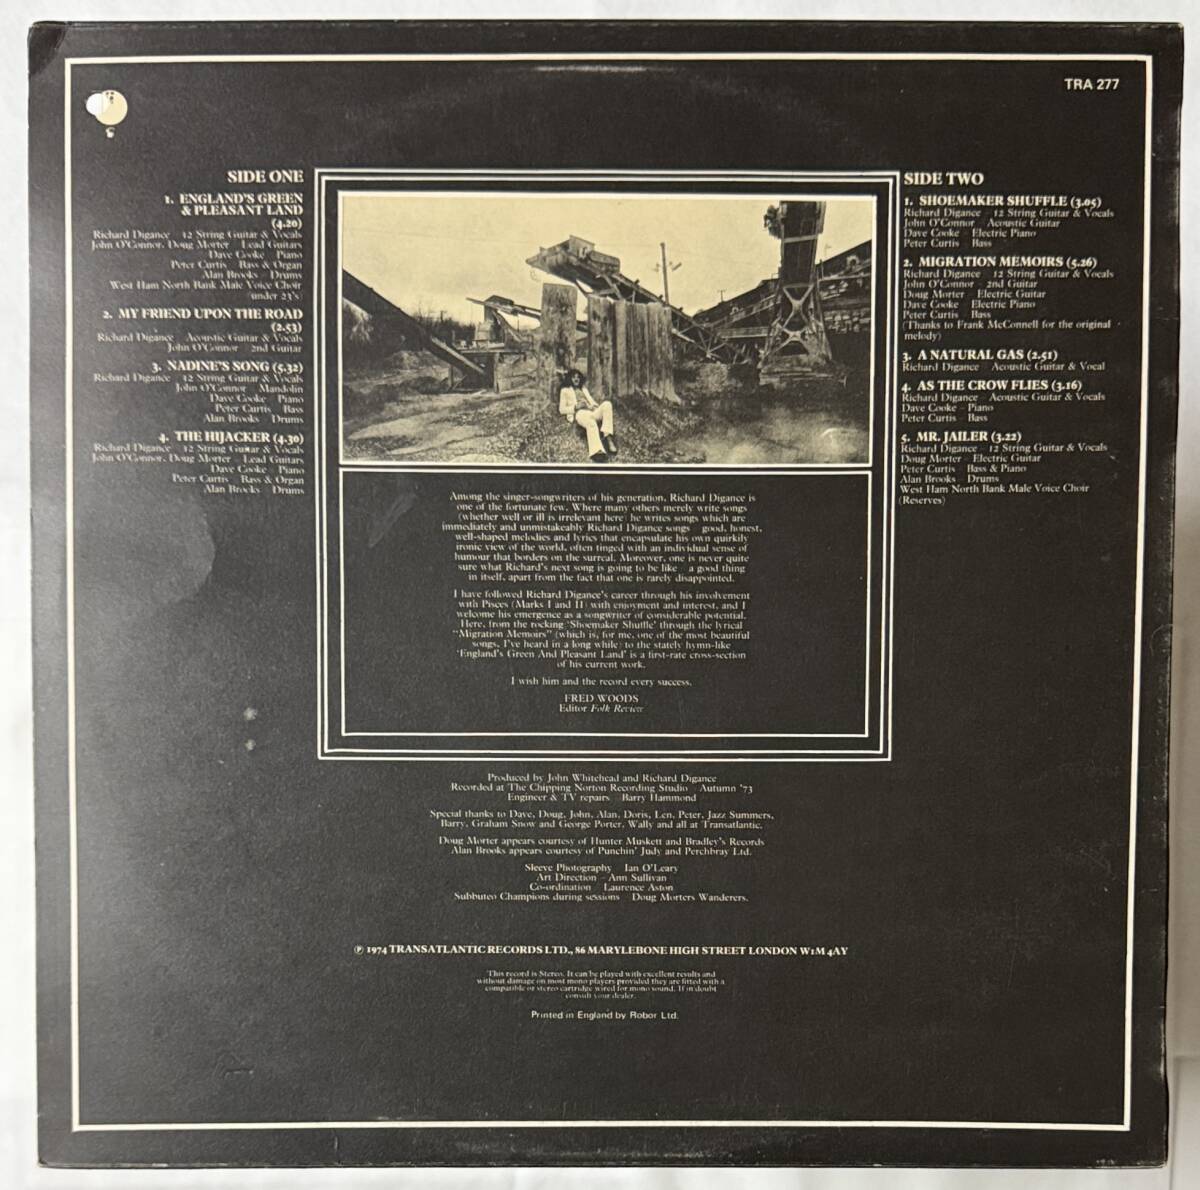 TRA 277
SIDE ONE
1. ENGLAND'S GREEN
& PLEASANT LAND
(4.20)
Richard Digance – 12 String Guitar & Vocals
John O'Connor, Doug Morter – Lead Guitars
Dave Cooke – Piano
Peter Curtis – Bass & Organ
Alan Brooks – Drums
West Ham North Bank Male Voice Choir
under 23's
2. MY FRIEND UPON THE ROAD
(2.53)
Richard Digance – Acoustic Guitar & Vocals
John O'Connor – 2nd Guitar
3. NADINE'S SONG (5.32)
Richard Digance – 12 String Guitar & Vocals
John O'Connor – Mandolin
Dave Cooke – Piano
Peter Curtis – Bass
Alan Brooks – Drums
4. THE HIJACKER (4.30)
Richard Digance – 12 String Guitar & Vocals
John O'Connor, Doug Morter – Lead Guitars
Dave Cooke – Piano
Peter Curtis – Bass & Organ
Alan Brooks – Drums
SIDE TWO
1. SHOEMAKER SHUFFLE (3.05)
Richard Digance – 12 String Guitar & Vocals
John O'Connor – Acoustic Guitar
Dave Cooke – Electric Piano
Peter Curtis – Bass
2. MIGRATION MEMOIRS (5.26)
Richard Digance – 12 String Guitar & Vocals
John O'Connor – 2nd Guitar
Doug Morter – Electric Guitar
Dave Cooke – Electric Piano
Peter Curtis – Bass
(Thanks to Frank McConnell for the original
melody)
3. A NATURAL GAS (2.51)
Richard Digance – Acoustic Guitar & Vocal
4. AS THE CROW FLIES (3.16)
Richard Digance – Acoustic Guitar & Vocals
Dave Cooke – Piano
Peter Curtis – Bass
5. MR. JAILER (3.22)
Richard Digance – 12 String Guitar & Vocals
Doug Morter – Electric Guitar
Peter Curtis – Bass & Piano
Alan Brooks – Drums
West Ham North Bank Male Voice Choir
(Reserves)
Among the singer-songwriters of his generation, Richard Digance is
one of the fortunate few. Where many others merely write songs
(whether well or ill is irrelevant here) he writes songs which are
immediately and unmistakeably Richard Digance songs – good, honest,
well-shaped melodies and lyrics that encapsulate his own quirkily
ironic view of the world, often tinged with an individual sense of
humour that borders on the surreal. Moreover, one is never quite
sure what Richard's next song is going to be like – a good thing
in itself, apart from the fact that one is rarely disappointed.
I have followed Richard Digance's career through his involvement
with Pisces (Marks I and II) with enjoyment and interest, and I
welcome his emergence as a songwriter of considerable potential.
Here, from the rocking 'Shoemaker Shuffle' through the lyrical
"Migration Memoirs" (which is, for me, one of the most beautiful
songs, I've heard in a long while) to the stately hymn-like
'England's Green And Pleasant Land' is a first-rate cross-section
of his current work.
I wish him and the record every success.
FRED WOODS
Editor Folk Review
Produced by John Whitehead and Richard Digance
Recorded at The Chipping Norton Recording Studio – Autumn '73
Engineer & TV repairs – Barry Hammond
Special thanks to Dave, Doug, John, Alan, Doris, Len, Peter, Jazz Summers,
Barry, Graham Snow and George Porter, Wally and all at Transatlantic.
Doug Morter appears courtesy of Hunter Muskett and Bradley's Records
Alan Brooks appears courtesy of Punchin' Judy and Perchbray Ltd.
Sleeve Photography – Ian O'Leary
Art Direction – Ann Sullivan
Co-ordination – Laurence Aston
Subbuteo Champions during sessions – Doug Morters Wanderers.
℗ 1974 TRANSATLANTIC RECORDS LTD., 86 MARYLEBONE HIGH STREET LONDON W1M 4AY
This record is Stereo. It can be played with excellent results and
without damage on most mono players provided they are fitted with a
compatible or stereo cartridge wired for mono sound. If in doubt
consult your dealer.
Printed in England by Robor Ltd.